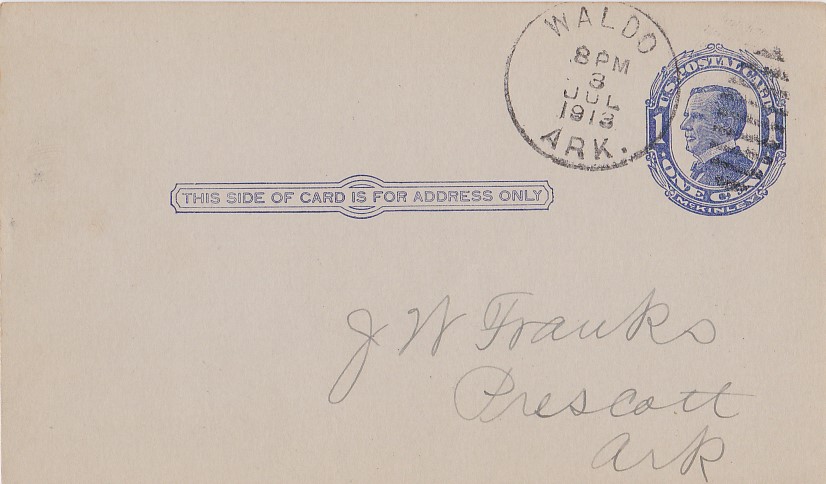 WALDO
8 PM
3
JUL
1913
ARK.
U.S. POSTAL CARD
1 1
ONE CENT
McKINLEY
THIS SIDE OF CARD IS FOR ADDRESS ONLY
J W Franks
Prescott
Ark